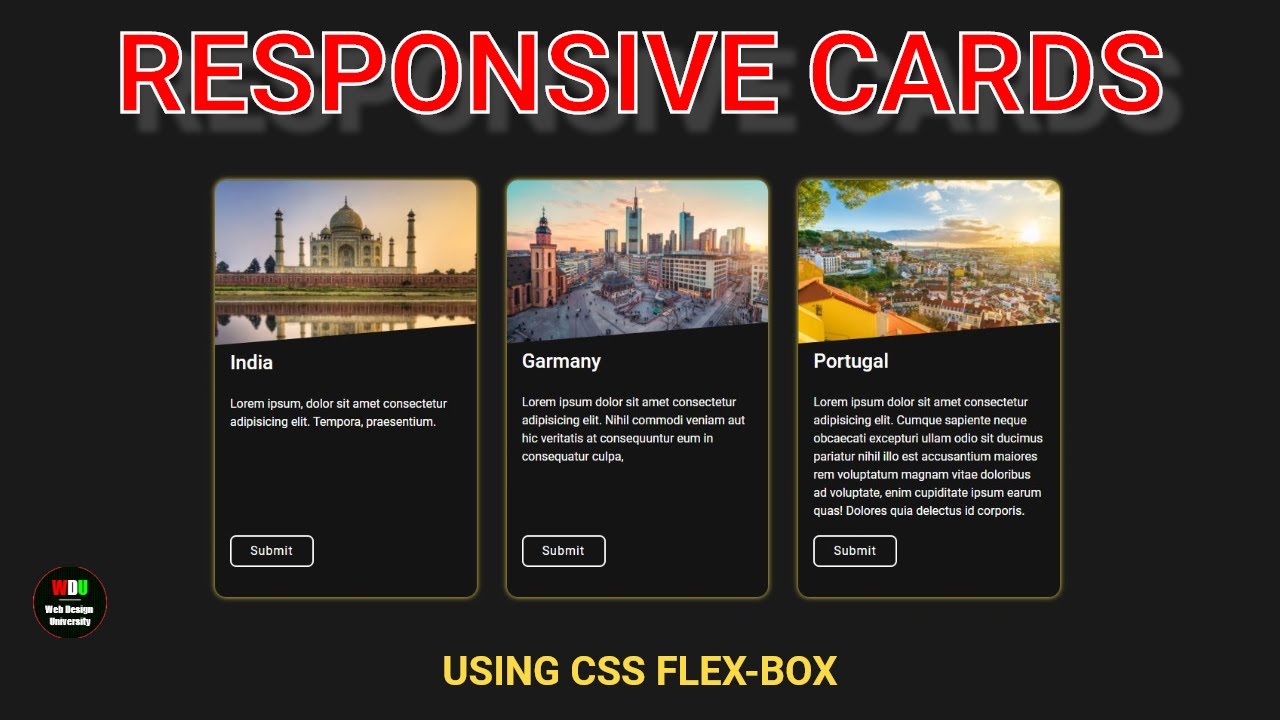 RESPONSIVE CARDS
India
Lorem ipsum, dolor sit amet consectetur
adipisicing elit. Tempora, praesentium.
Submit
Garmany
Lorem ipsum dolor sit amet consectetur
adipisicing elit. Nihil commodi veniam aut
hic veritatis at consequuntur eum in
consequatur culpa,
Submit
Portugal
Lorem ipsum dolor sit amet consectetur
adipisicing elit. Cumque sapiente neque
obcaecati excepturi ullam odio sit ducimus
pariatur nihil illo est accusantium maiores
rem voluptatum magnam vitae doloribus
ad voluptate, enim cupiditate ipsum earum
quas! Dolores quia delectus id corporis.
Submit
WDU
Web Design
University
USING CSS FLEX-BOX